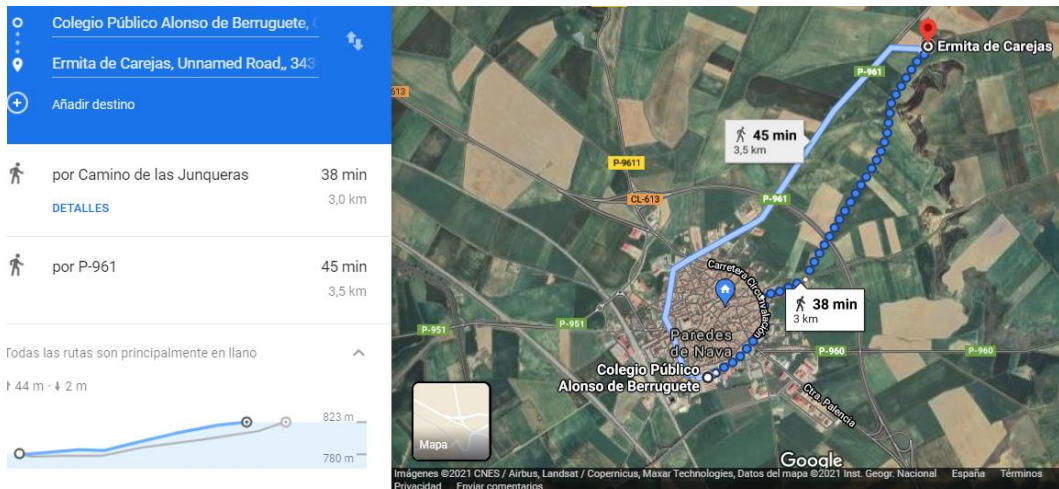 Colegio Público Alonso de Berruguete,
Ermita de Carejas, Unnamed Road,, 343
Añadir destino
por Camino de las Junqueras 38 min
3,0 km
DETALLES
por P-961 45 min
3,5 km
Todas las rutas son principalmente en llano
44 m · 2 m
823 m
780 m
Ermita de Carejas
P-961
613
45 min
3,5 km
P-9611
CL-613
P-961
Carretera Circunvalación
38 min
3 km
P-951
P-951
Paredes
de Nava
P-960
P-960
Colegio Público
Alonso de Berruguete
Ctra. Palencia
Mapa
Google
Imágenes ©2021 CNES / Airbus, Landsat / Copernicus, Maxar Technologies, Datos del mapa ©2021 Inst. Geogr. Nacional España Términos
Privacidad Enviar comentarios